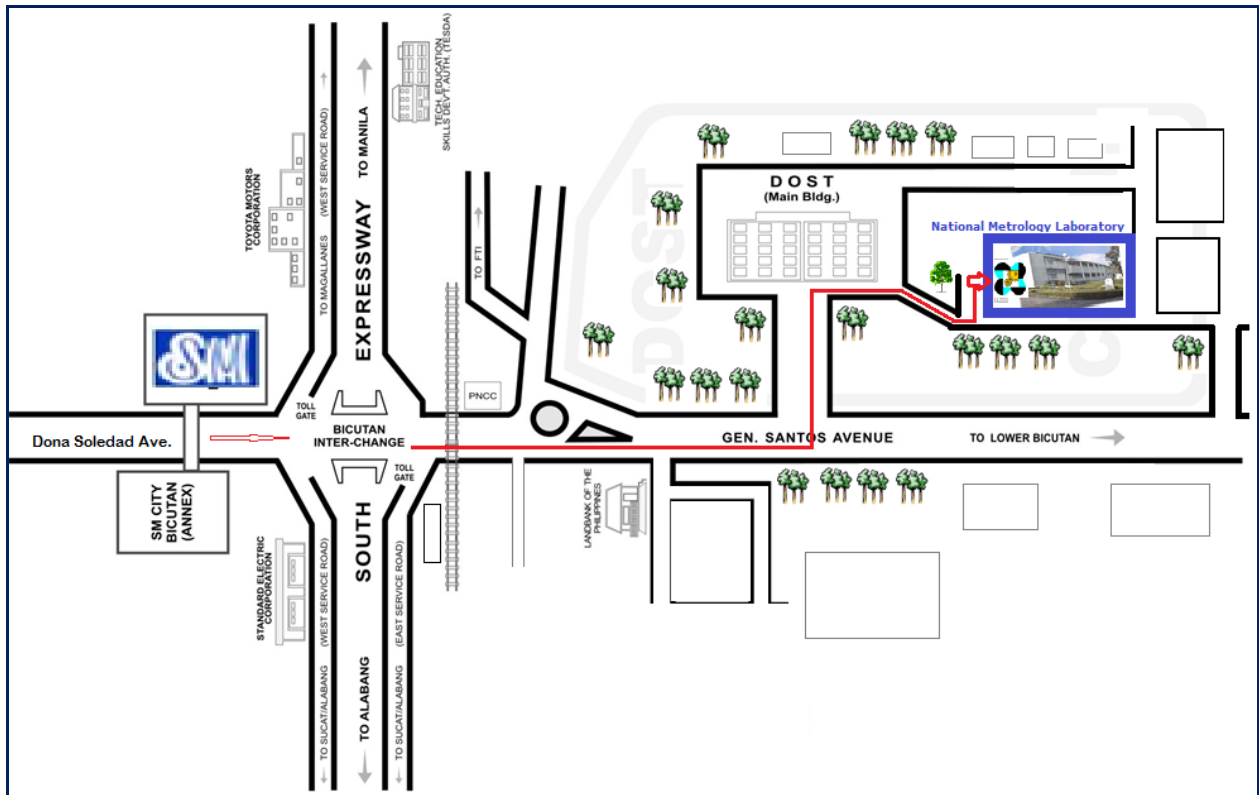 TOYOTA MOTORS
CORPORATION
TO MAGALLANES (WEST SERVICE ROAD)
EXPRESSWAY
TO MANILA
TECH. EDUCATION
SKILLS DEV'T. AUTH. (TESDA)
TO FTI
DOST
DOST
(Main Bldg.)
National Metrology Laboratory
SM
TOLL
GATE
PNCC
Dona Soledad Ave.
BICUTAN
INTER-CHANGE
GEN. SANTOS AVENUE
TO LOWER BICUTAN
TOLL
GATE
SM CITY
BICUTAN
(ANNEX)
LANDBANK OF THE
PHILIPPINES
STANDARD ELECTRIC
CORPORATION
TO SUCAT/ALABANG (WEST SERVICE ROAD)
SOUTH
TO ALABANG
TO SUCAT/ALABANG (EAST SERVICE ROAD)